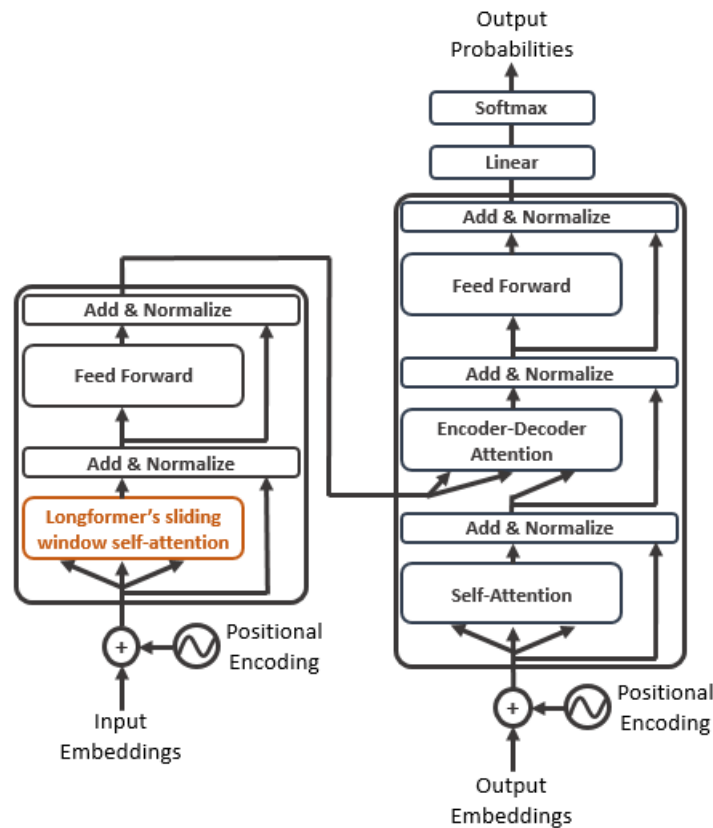 Output
Probabilities
Softmax
Linear
Add & Normalize
Feed Forward
Add & Normalize
Encoder-Decoder
Attention
Add & Normalize
Self-Attention
Positional
Encoding
+
Output
Embeddings
Add & Normalize
Feed Forward
Add & Normalize
Longformer's sliding
window self-attention
Positional
Encoding
+
Input
Embeddings